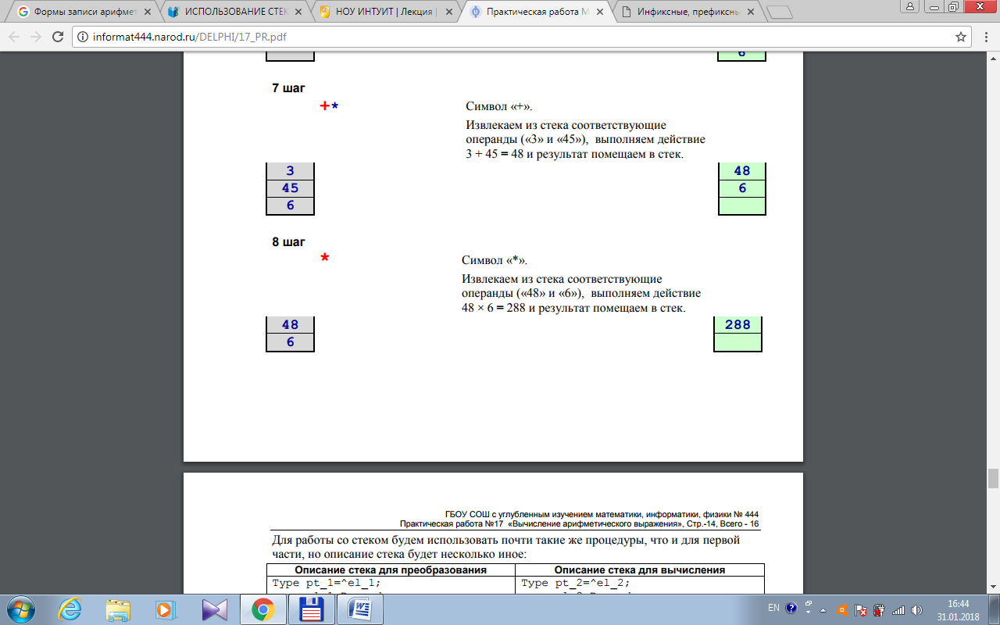 Формы записи арифмет
ИСПОЛЬЗОВАНИЕ СТЕК
НОУ ИНТУИТ | Лекция |
Практическая работа М
Инфиксные, префиксны
informat444.narod.ru/DELPHI/17_PR.pdf
6
7 шаг
+*
Символ «+».
Извлекаем из стека соответствующие
операнды («3» и «45»), выполняем действие
3 + 45 = 48 и результат помещаем в стек.
3
48
45
6
6
8 шаг
*
Символ «*».
Извлекаем из стека соответствующие
операнды («48» и «6»), выполняем действие
48 × 6 = 288 и результат помещаем в стек.
48
288
6
ГБОУ СОШ с углубленным изучением математики, информатики, физики № 444
Практическая работа №17 «Вычисление арифметического выражения», Стр.-14, Всего - 16
Для работы со стеком будем использовать почти такие же процедуры, что и для первой
части, но описание стека будет несколько иное:
Описание стека для преобразования
Описание стека для вычисления
Type pt_1=^el_1;
Type pt_2=^el_2;
EN
16:44
31.01.2018